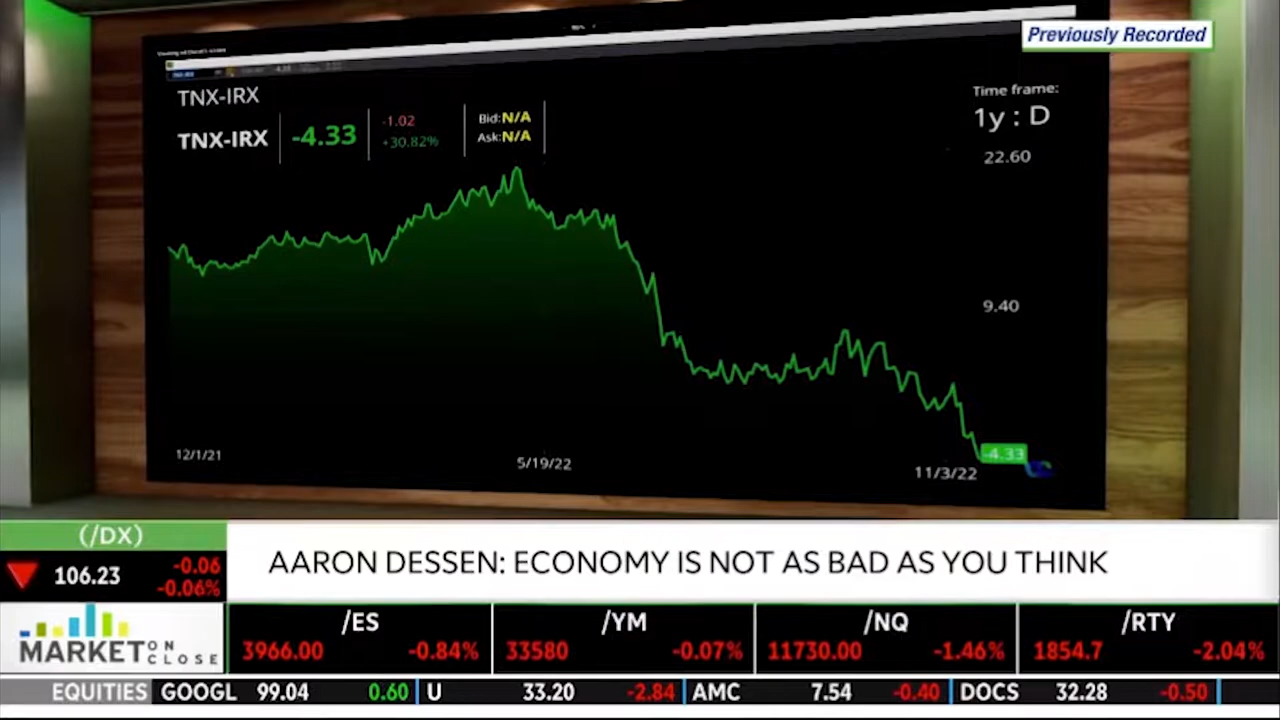 Previously Recorded
TNX-IRX
TNX-IRX
-4.33
-1.02
+30.82%
Bid:N/A
Ask:N/A
Time frame:
1y : D
22.60
9.40
-4.33
12/1/21
5/19/22
11/3/22
(/DX)
106.23
-0.06
-0.06%
AARON DESSEN: ECONOMY IS NOT AS BAD AS YOU THINK
MARKET ON CLOSE
/ES
3966.00 -0.84%
/YM
33580 -0.07%
/NQ
11730.00 -1.46%
/RTY
1854.7 -2.04%
EQUITIES GOOGL 99.04 0.60 U 33.20 -2.84 AMC 7.54 -0.40 DOCS 32.28 -0.50